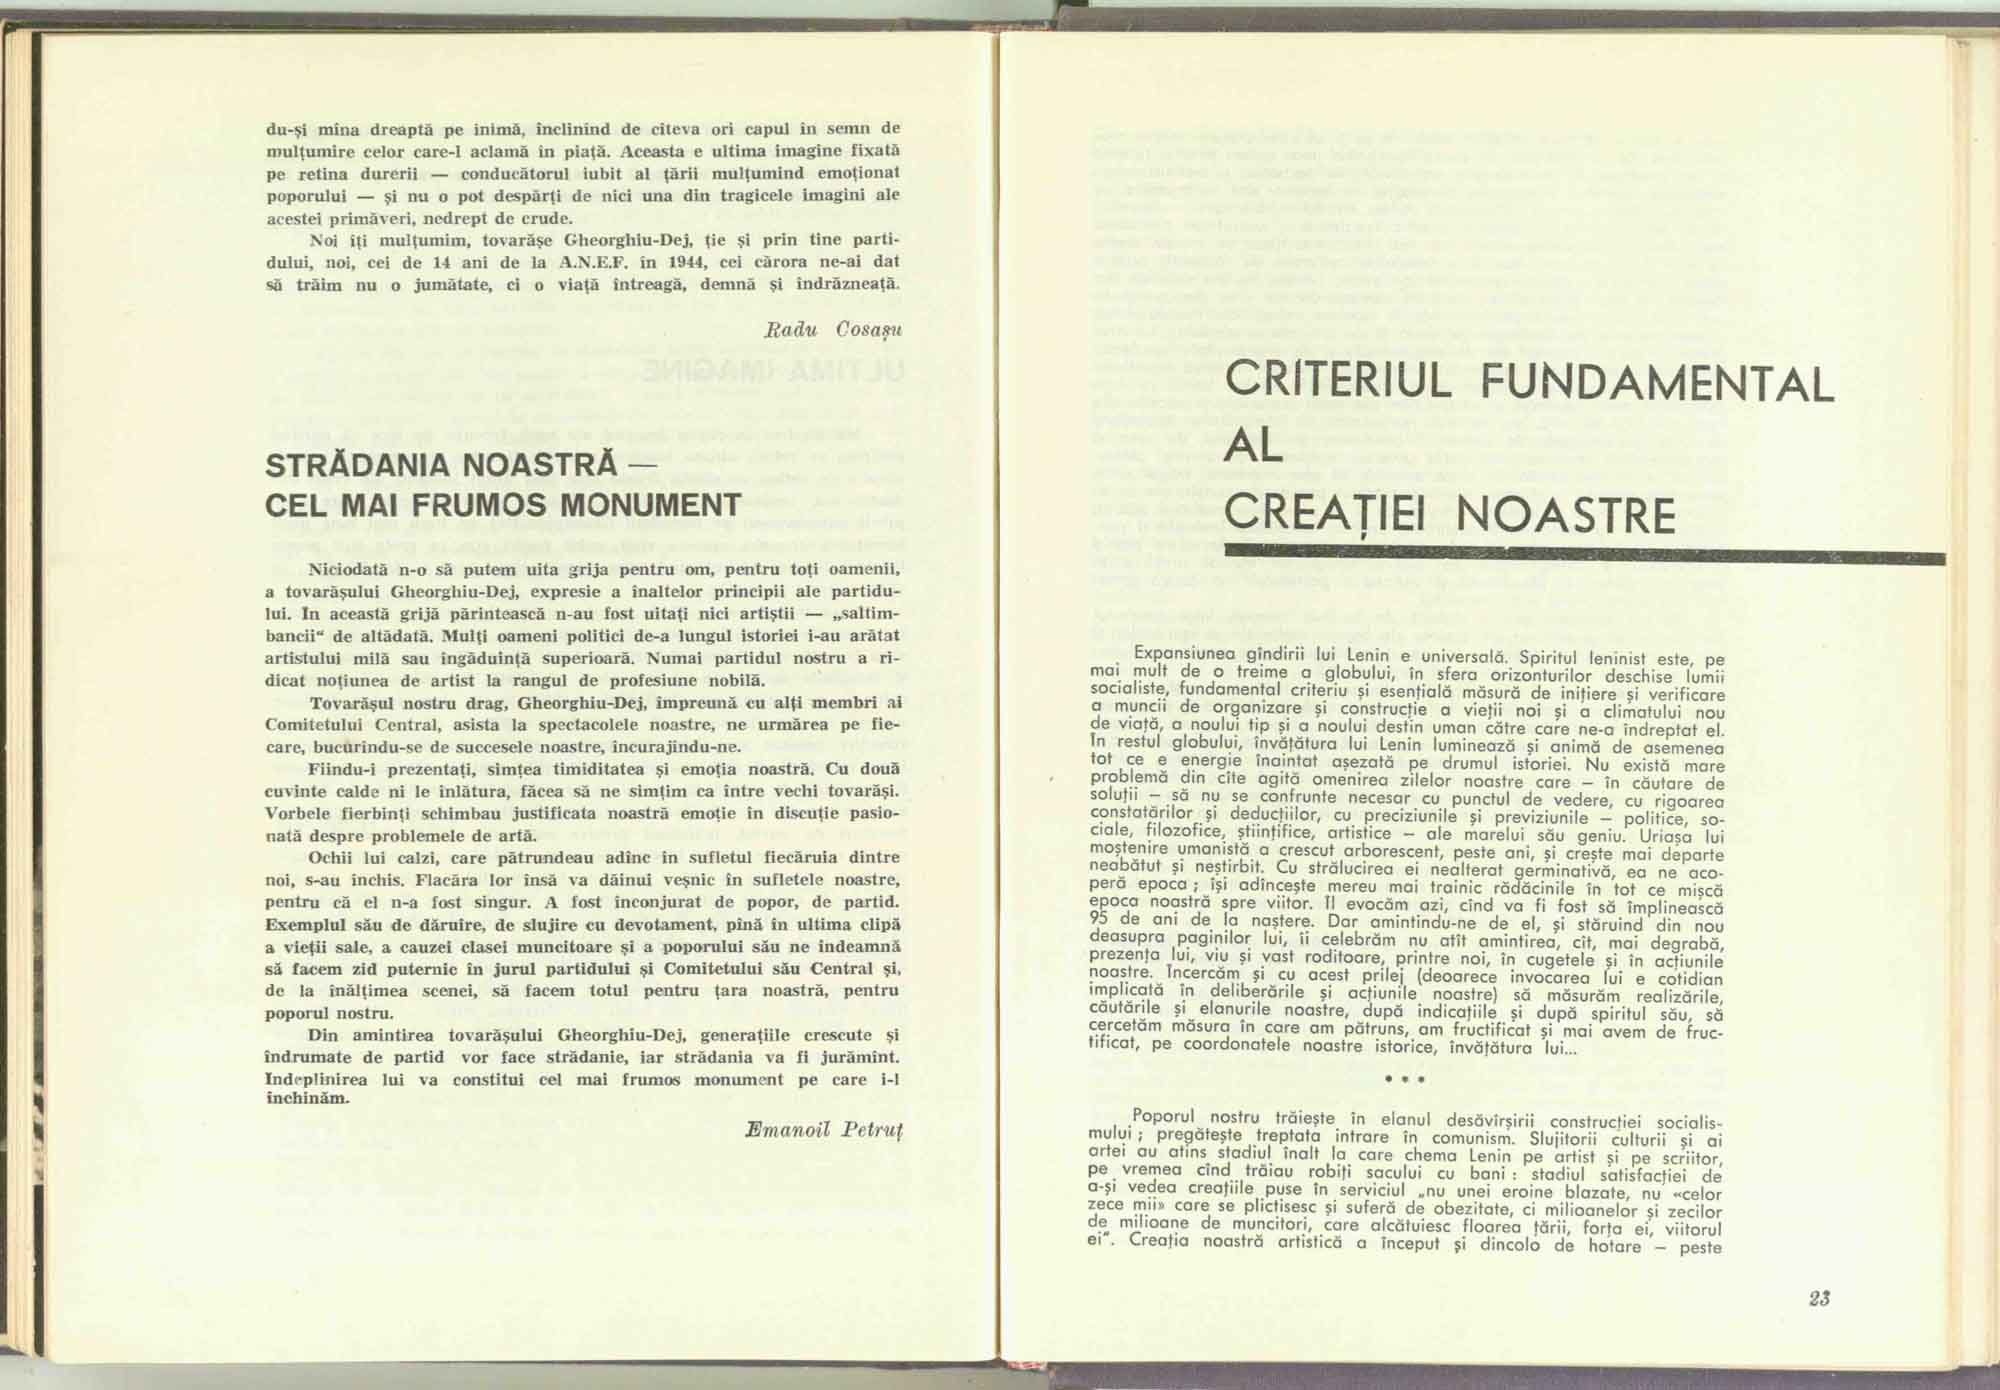 du-și mîna dreaptă pe inimă, înclinind de cîteva ori capul în semn de
mulțumire celor care-l aclamă în piață. Aceasta e ultima imagine fixată
pe retina durerii — conducătorul iubit al țării mulțumind emoționat
poporului — și nu o pot despărți de nici una din tragicele imagini ale
acestei primăveri, nedrept de crude.
Noi îți mulțumim, tovarășe Gheorghiu-Dej, ție și prin tine parti-
dului, noi, cei de 14 ani de la A.N.E.F. în 1944, cei cărora ne-ai dat
să trăim nu o jumătate, ci o viață întreagă, demnă și îndrăzneață.
Radu Cosașu
STRĂDANIA NOASTRĂ —
CEL MAI FRUMOS MONUMENT
Niciodată n-o să putem uita grija pentru om, pentru toți oamenii,
a tovarășului Gheorghiu-Dej, expresie a înaltelor principii ale partidu-
lui. In această grijă părintească n-au fost uitați nici artiștii — „saltim-
bancii“ de altădată. Mulți oameni politici de-a lungul istoriei i-au arătat
artistului milă sau îngăduință superioară. Numai partidul nostru a ri-
dicat noțiunea de artist la rangul de profesiune nobilă.
Tovarășul nostru drag, Gheorghiu-Dej, împreună cu alți membri ai
Comitetului Central, asista la spectacolele noastre, ne urmărea pe fie-
care, bucurîndu-se de succesele noastre, încurajîndu-ne.
Fiindu-i prezentați, simțea timiditatea și emoția noastră. Cu două
cuvinte calde ni le înlătura, făcea să ne simțim ca între vechi tovarăși.
Vorbele fierbinți schimbau justificata noastră emoție în discuție pasio-
nată despre problemele de artă.
Ochii lui calzi, care pătrundeau adînc în sufletul fiecăruia dintre
noi, s-au închis. Flacăra lor însă va dăinui veșnic în sufletele noastre,
pentru că el n-a fost singur. A fost înconjurat de popor, de partid.
Exemplul său de dăruire, de slujire cu devotament, pînă în ultima clipă
a vieții sale, a cauzei clasei muncitoare și a poporului său ne îndeamnă
să facem zid puternic în jurul partidului și Comitetului său Central și,
de la înălțimea scenei, să facem totul pentru țara noastră, pentru
poporul nostru.
Din amintirea tovarășului Gheorghiu-Dej, generațiile crescute și
îndrumate de partid vor face strădanie, iar strădania va fi jurămînt.
Indeplinirea lui va constitui cel mai frumos monument pe care i-l
închinăm.
Emanoil Petruț
CRITERIUL FUNDAMENTAL
AL
CREAȚIEI NOASTRE
Expansiunea gîndirii lui Lenin e universală. Spiritul leninist este, pe
mai mult de o treime a globului, în sfera orizonturilor deschise lumii
socialiste, fundamental criteriu și esențială măsură de inițiere și verificare
a muncii de organizare și construcție a vieții noi și a climatului nou
de viață, a noului tip și a noului destin uman către care ne-a îndreptat el.
In restul globului, învățătura lui Lenin luminează și animă de asemenea
tot ce e energie înaintat așezată pe drumul istoriei. Nu există mare
problemă din cîte agită omenirea zilelor noastre care — în căutare de
soluții — să nu se confrunte necesar cu punctul de vedere, cu rigoarea
constatărilor și deducțiilor, cu preciziunile și previziunile — politice, so-
ciale, filozofice, științifice, artistice — ale marelui său geniu. Uriașa lui
moștenire umanistă a crescut arborescent, peste ani, și crește mai departe
neabătut și neștirbit. Cu strălucirea ei nealterat germinativă, ea ne aco-
peră epoca ; își adîncește mereu mai trainic rădăcinile în tot ce mișcă
epoca noastră spre viitor. Îl evocăm azi, cînd va fi fost să împlinească
95 de ani de la naștere. Dar amintindu-ne de el, și stăruind din nou
deasupra paginilor lui, îi celebrăm nu atît amintirea, cît, mai degrabă,
prezența lui, viu și vast roditoare, printre noi, în cugetele și în acțiunile
noastre. Încercăm și cu acest prilej (deoarece invocarea lui e cotidian
implicată în deliberările și acțiunile noastre) să măsurăm realizările,
căutările și elanurile noastre, după indicațiile și după spiritul său, să
cercetăm măsura în care am pătruns, am fructificat și mai avem de fruc-
tificat, pe coordonatele noastre istorice, învățătura lui...
* * *
Poporul nostru trăiește în elanul desăvîrșirii construcției socialis-
mului ; pregătește treptata intrare în comunism. Slujitorii culturii și ai
artei au atins stadiul înalt la care chema Lenin pe artist și pe scriitor,
pe vremea cînd trăiau robiți sacului cu bani : stadiul satisfacției de
a-și vedea creațiile puse în serviciul „nu unei eroine blazate, nu «celor
zece mii» care se plictisesc și suferă de obezitate, ci milioanelor și zecilor
de milioane de muncitori, care alcătuiesc floarea țării, forța ei, viitorul
ei“. Creația noastră artistică a început și dincolo de hotare — peste
23